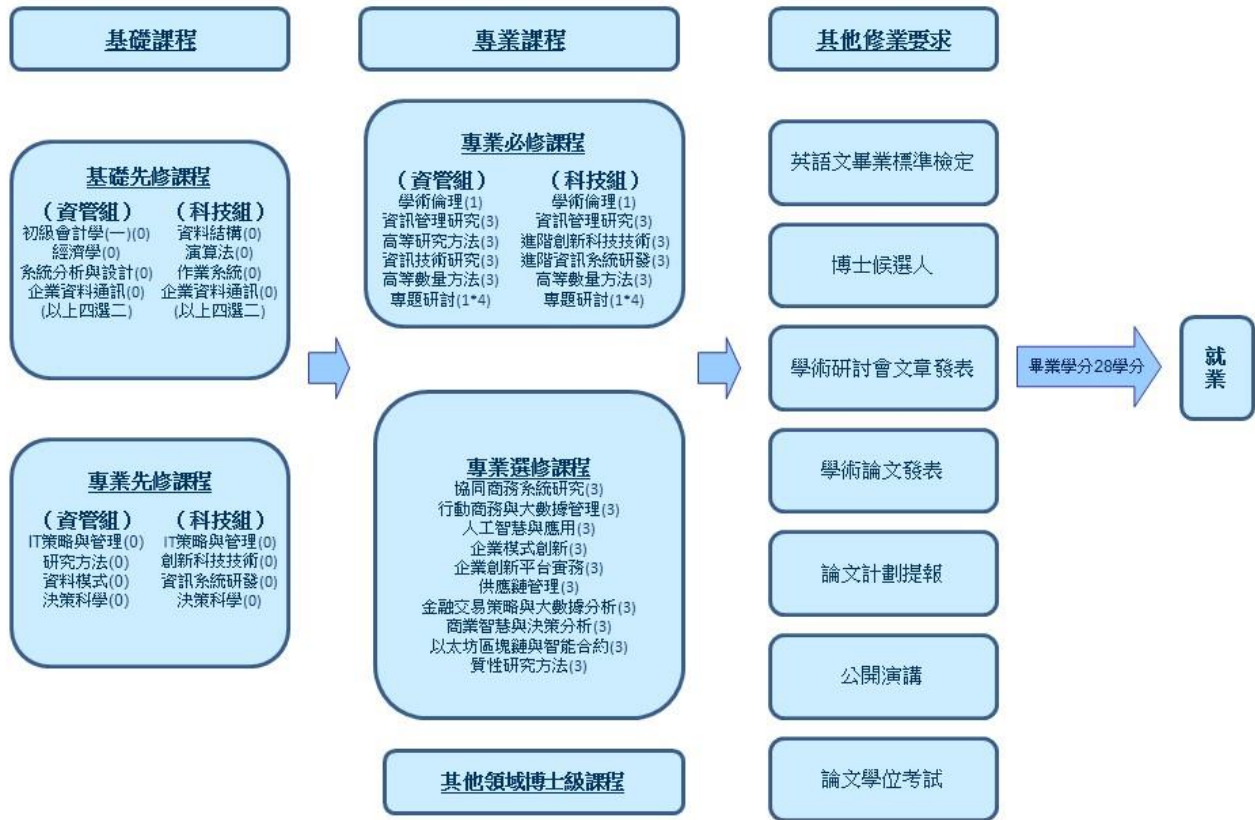 基礎課程
專業課程
其他修業要求
基礎先修課程
(資管組)
初級會計學(一)(0)
經濟學(0)
系統分析與設計(0)
企業資料通訊(0)
(以上四選二)
(科技組)
資料結構(0)
演算法(0)
作業系統(0)
企業資料通訊(0)
(以上四選二)
專業先修課程
(資管組)
IT策略與管理(0)
研究方法(0)
資料模式(0)
決策科學(0)
(科技組)
IT策略與管理(0)
創新科技技術(0)
資訊系統研發(0)
決策科學(0)
專業必修課程
(資管組)
學術倫理(1)
資訊管理研究(3)
高等研究方法(3)
資訊技術研究(3)
高等數量方法(3)
專題研討(1*4)
(科技組)
學術倫理(1)
資訊管理研究(3)
進階創新科技技術(3)
進階資訊系統研發(3)
高等數量方法(3)
專題研討(1*4)
專業選修課程
協同商務系統研究(3)
行動商務與大數據管理(3)
人工智慧與應用(3)
企業模式創新(3)
企業創新平台實務(3)
供應鏈管理(3)
金融交易策略與大數據分析(3)
商業智慧與決策分析(3)
以太坊區塊鏈與智能合約(3)
質性研究方法(3)
其他領域博士級課程
英語文畢業標準檢定
博士候選人
學術研討會文章發表
學術論文發表
論文計劃提報
公開演講
論文學位考試
畢業學分28學分
就
業